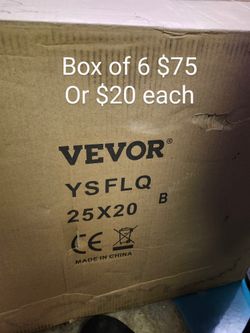 Box of 6 $75
Or $20 each
VEVOR®
YSFLQ
25X20 B
CE
MADE IN CHINA